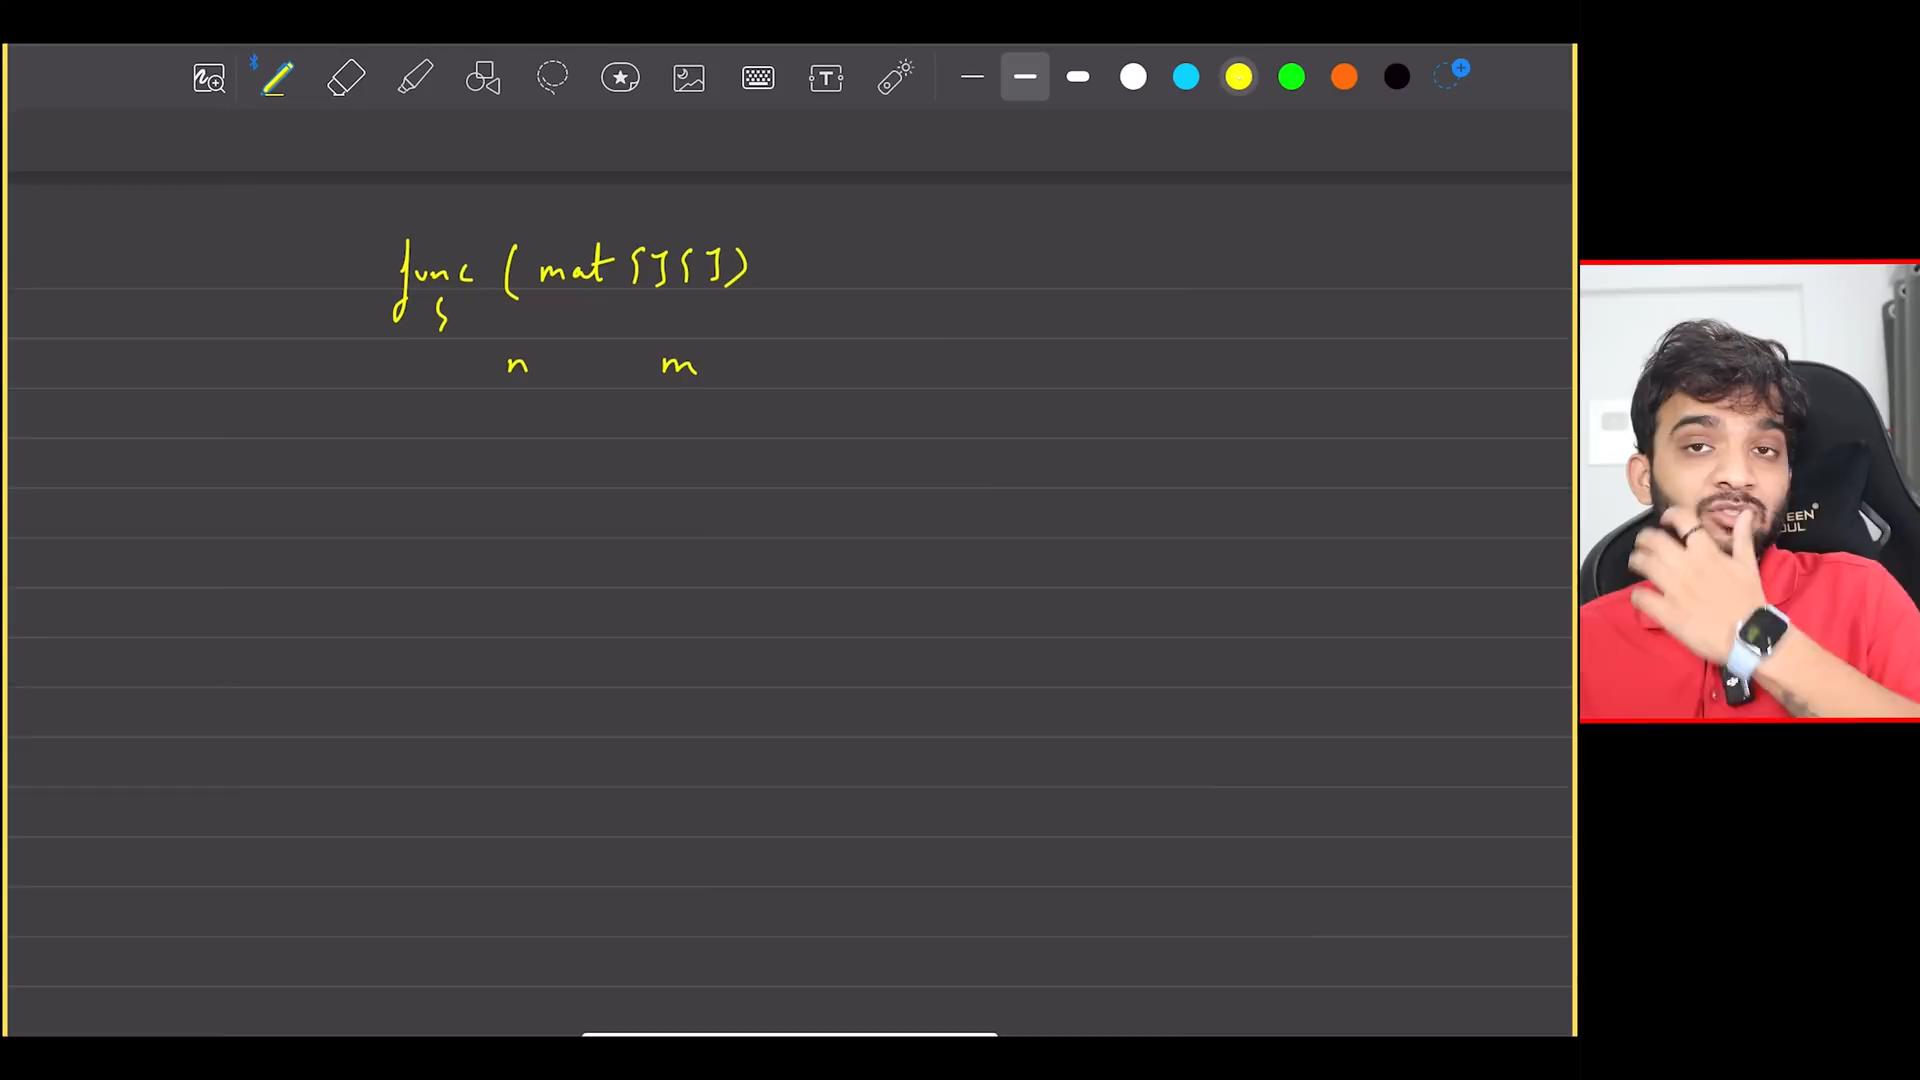 func ( mat [ ] [ ] )
{
n m